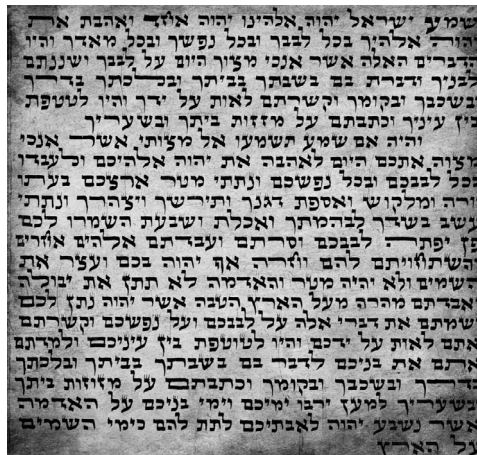 שמע ישראל יהוה אלהינו יהוה אחד ואהבת את
יהוה אלהיך בכל לבבך ובכל נפשך ובכל מאדך והיו
הדברים האלה אשר אנכי מצוך היום על לבבך ושננתם
לבניך ודברת בם בשבתך בביתך ובלכתך בדרך
ובשכבך ובקומך וקשרתם לאות על ידך והיו לטטפת
בין עיניך וכתבתם על מזזות ביתך ובשעריך
והיה אם שמע תשמעו אל מצותי אשר אנכי
מצוה אתכם היום לאהבה את יהוה אלהיכם ולעבדו
בכל לבבכם ובכל נפשכם ונתתי מטר ארצכם בעתו
יורה ומלקוש ואספת דגנך ותירשך ויצהרך ונתתי
עשב בשדך לבהמתך ואכלת ושבעת השמרו לכם
פן יפתה לבבכם וסרתם ועבדתם אלהים אחרים
והשתחויתם להם וחרה אף יהוה בכם ועצר את
השמים ולא יהיה מטר והאדמה לא תתן את יבולה
ואבדתם מהרה מעל הארץ הטבה אשר יהוה נתן לכם
ושמתם את דברי אלה על לבבכם ועל נפשכם וקשרתם
אתם לאות על ידכם והיו לטוטפת בין עיניכם ולמדתם
אתם את בניכם לדבר בם בשבתך בביתך ובלכתך
בדרך ובשכבך ובקומך וכתבתם על מזוזות ביתך
ובשעריך למען ירבו ימיכם וימי בניכם על האדמה
אשר נשבע יהוה לאבתיכם לתת להם כימי השמים
על הארץ